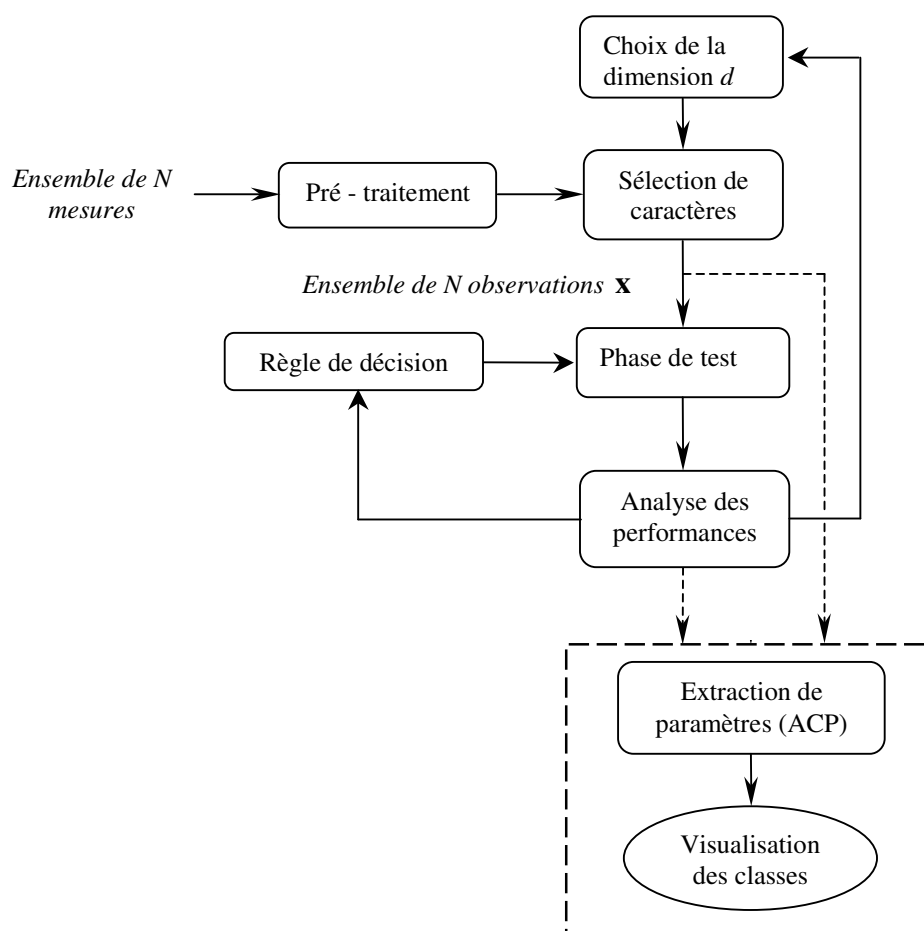 Choix de la
dimension d
Ensemble de N
mesures
Pré - traitement
Sélection de
caractères
Ensemble de N observations x
Règle de décision
Phase de test
Analyse des
performances
Extraction de
paramètres (ACP)
Visualisation
des classes